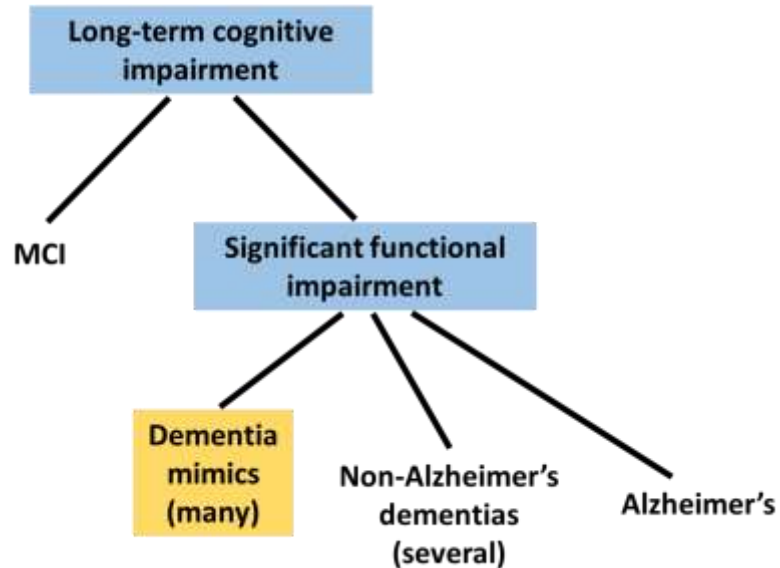 Long-term cognitive
impairment
MCI
Significant functional
impairment
Dementia
mimics
(many)
Non-Alzheimer's
dementias
(several)
Alzheimer's